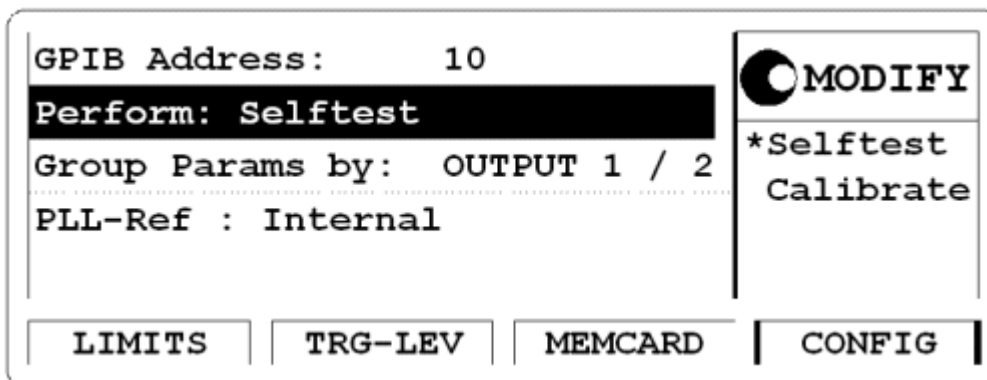 GPIB Address: 10
Perform: Selftest
Group Params by: OUTPUT 1 / 2
PLL-Ref : Internal
MODIFY
*Selftest
Calibrate
LIMITS
TRG-LEV
MEMCARD
CONFIG